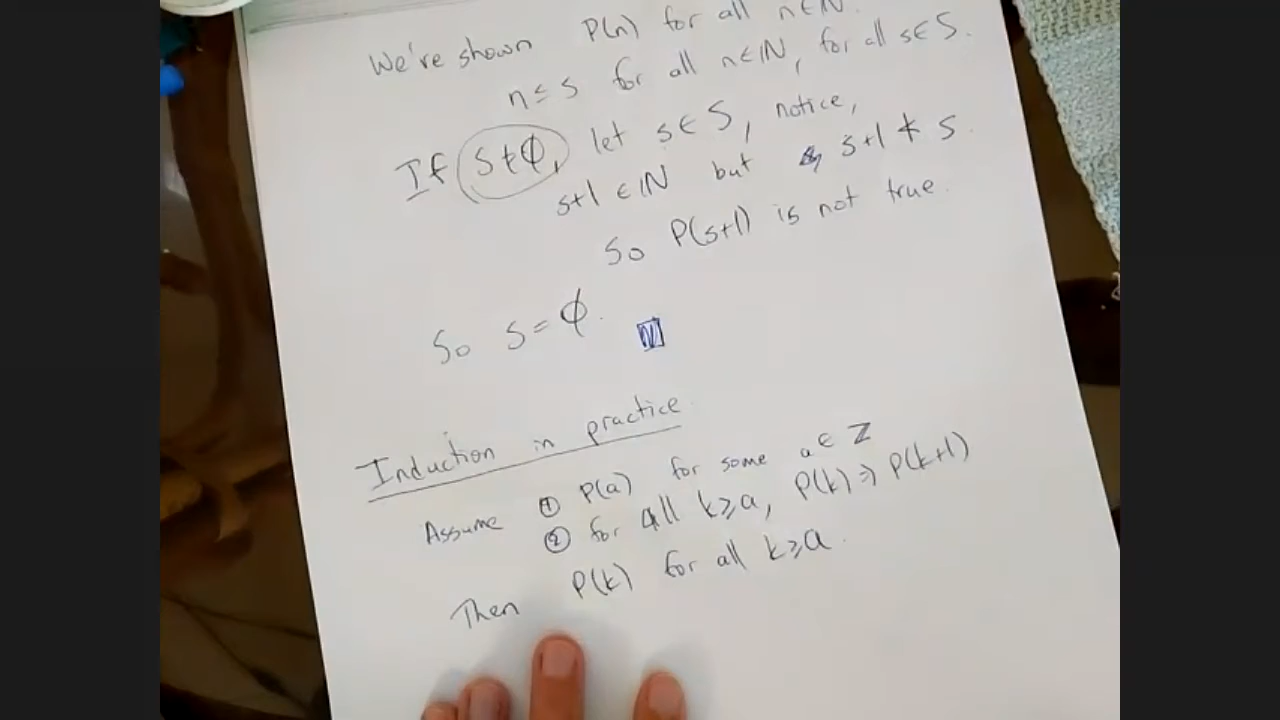 We've shown P(n) for all n∈ℕ.
n ≤ s for all n∈ℕ, for all s∈S.
If S≠∅, let s∈S, notice,
s+1 ∈ℕ but s+1 ≰ s.
So P(s+1) is not true.
So S=∅.
Induction in practice
Assume ① P(a) for some a∈ℤ
② for all k≥a, P(k)⇒P(k+1)
Then P(k) for all k≥a.